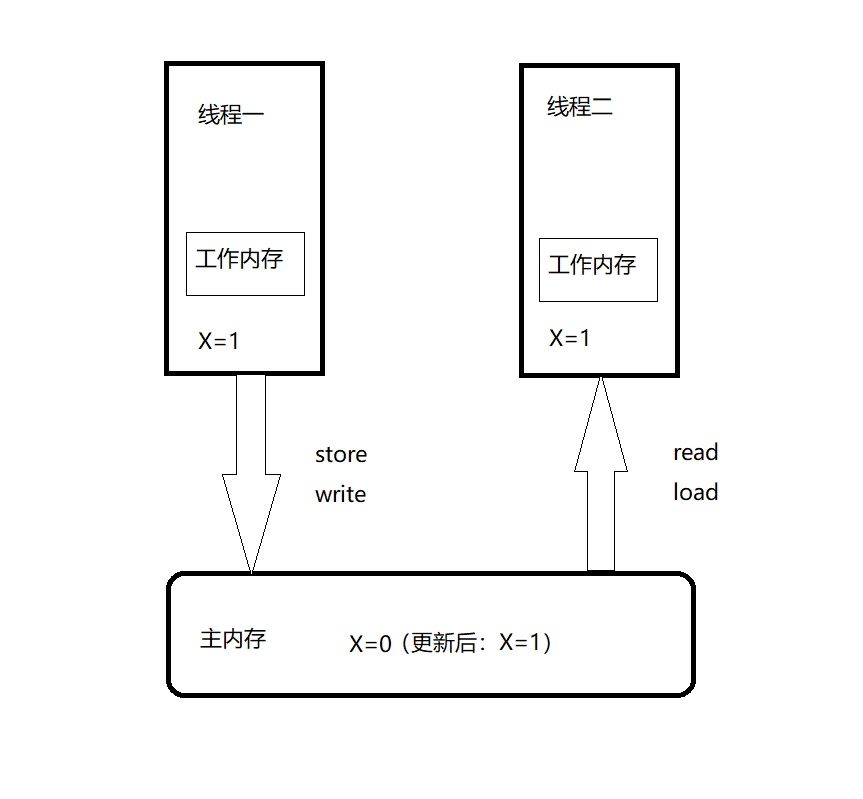 线程一
线程二
工作内存
工作内存
X=1
X=1
store
write
read
load
主内存
X=0（更新后：X=1）